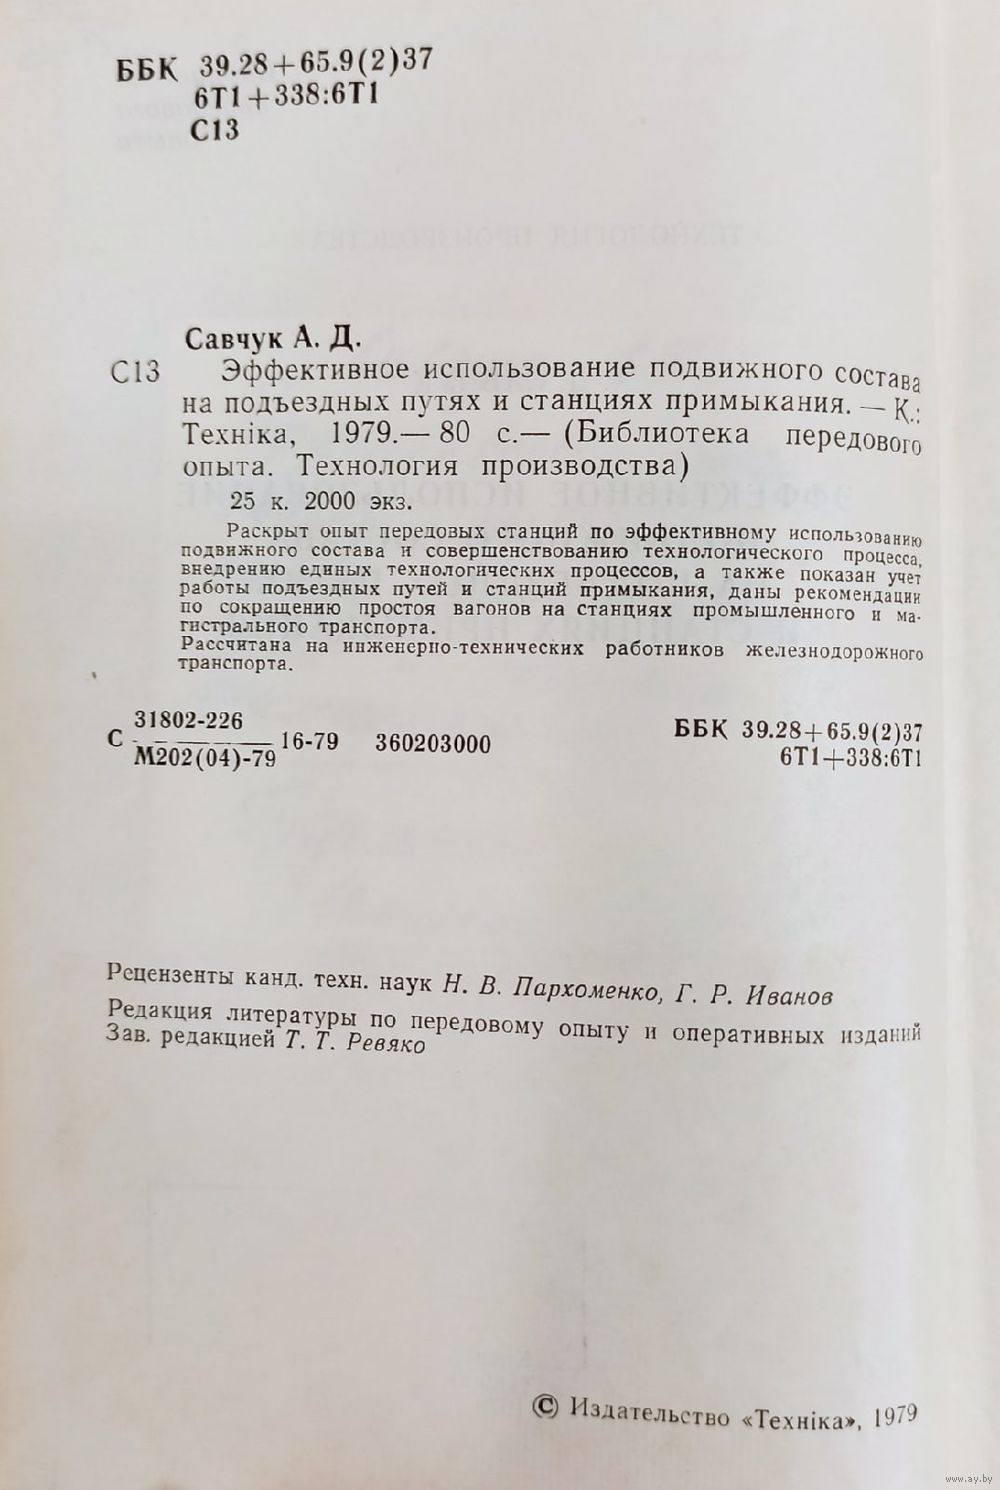 ББК 39.28+65.9(2)37
6Т1+338:6Т1
С13
Савчук А. Д.
С13 Эффективное использование подвижного состава
на подъездных путях и станциях примыкания. — К.:
Техніка, 1979.— 80 с.— (Библиотека передового
опыта. Технология производства)
25 к. 2000 экз.
Раскрыт опыт передовых станций по эффективному использованию
подвижного состава и совершенствованию технологического процесса,
внедрению единых технологических процессов, а также показан учет
работы подъездных путей и станций примыкания, даны рекомендации
по сокращению простоя вагонов на станциях промышленного и ма-
гистрального транспорта.
Рассчитана на инженерно-технических работников железнодорожного
транспорта.
31802-226
С ———— 16-79 360203000
М202(04)-79
ББК 39.28+65.9(2)37
6Т1+338:6Т1
Рецензенты канд. техн. наук Н. В. Пархоменко, Г. Р. Иванов
Редакция литературы по передовому опыту и оперативных изданий
Зав. редакцией Т. Т. Ревяко
© Издательство «Техніка», 1979
www.ay.by